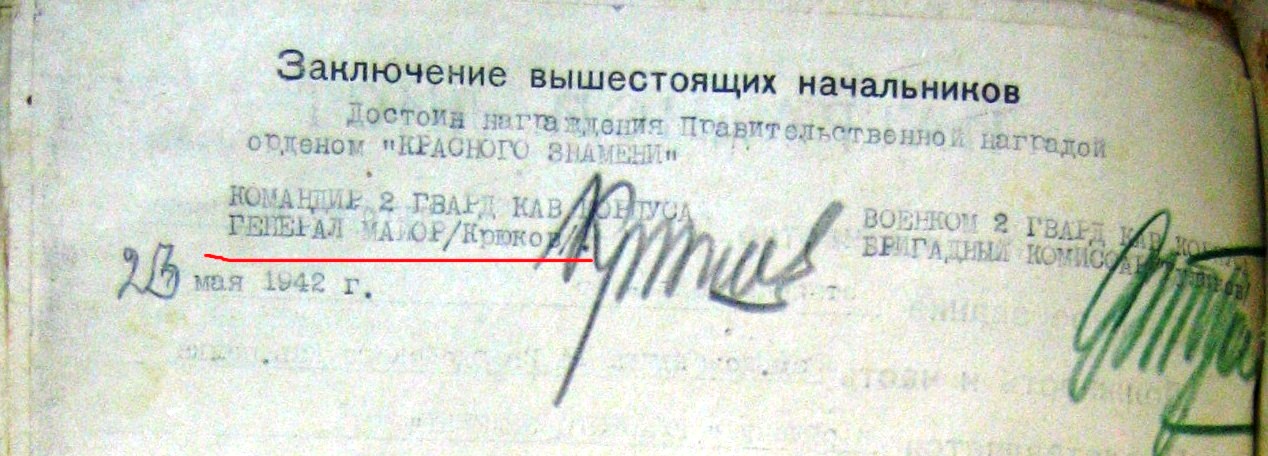 Заключение вышестоящих начальников
Достоин награждения Правительственной наградой
орденом "КРАСНОГО ЗНАМЕНИ"
КОМАНДИР 2 ГВАРД КАВ КОРПУСА
ГЕНЕРАЛ МАЙОР/Крюков/
ВОЕНКОМ 2 ГВАРД КАВ
БРИГАДНЫЙ КОМИССАР
23 мая 1942 г.